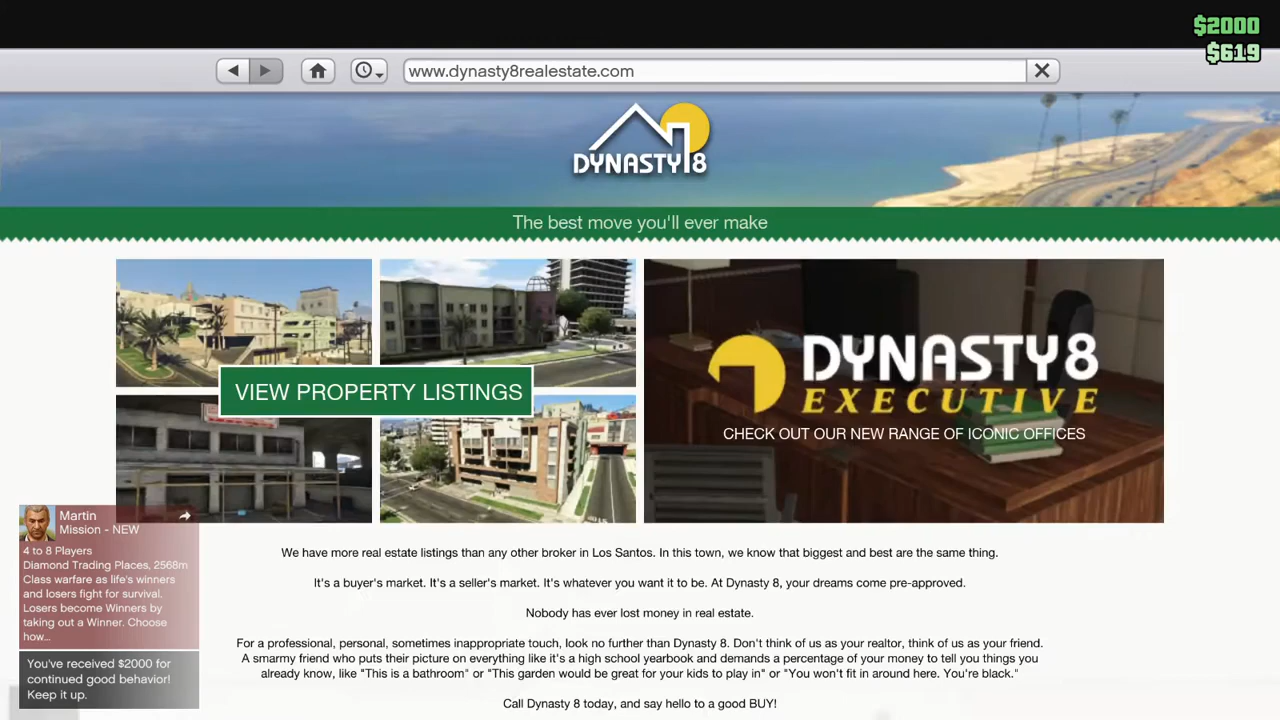 $2000
$619
www.dynasty8realestate.com
DYNASTY 8
The best move you'll ever make
VIEW PROPERTY LISTINGS
DYNASTY 8
EXECUTIVE
CHECK OUT OUR NEW RANGE OF ICONIC OFFICES
Martin
Mission - NEW
4 to 8 Players
Diamond Trading Places, 2568m
Class warfare as life's winners
and losers fight for survival.
Losers become Winners by
taking out a Winner. Choose
how...
You've received $2000 for
continued good behavior!
Keep it up.
We have more real estate listings than any other broker in Los Santos. In this town, we know that biggest and best are the same thing.
It's a buyer's market. It's a seller's market. It's whatever you want it to be. At Dynasty 8, your dreams come pre-approved.
Nobody has ever lost money in real estate.
For a professional, personal, sometimes inappropriate touch, look no further than Dynasty 8. Don't think of us as your realtor, think of us as your friend.
A smarmy friend who puts their picture on everything like it's a high school yearbook and demands a percentage of your money to tell you things you
already know, like "This is a bathroom" or "This garden would be great for your kids to play in" or "You won't fit in around here. You're black."
Call Dynasty 8 today, and say hello to a good BUY!